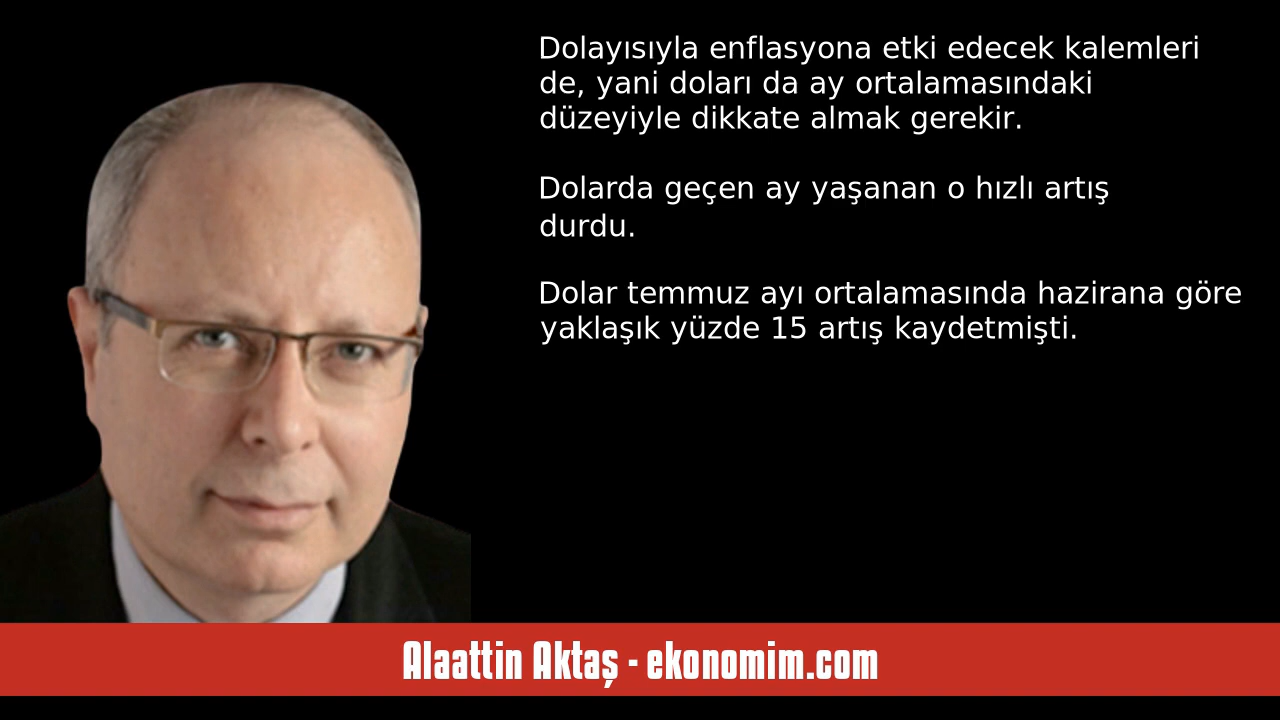 Dolayısıyla enflasyona etki edecek kalemleri
de, yani doları da ay ortalamasındaki
düzeyiyle dikkate almak gerekir.
Dolarda geçen ay yaşanan o hızlı artış
durdu.
Dolar temmuz ayı ortalamasında hazirana göre
yaklaşık yüzde 15 artış kaydetmişti.
Alaattin Aktaş - ekonomim.com